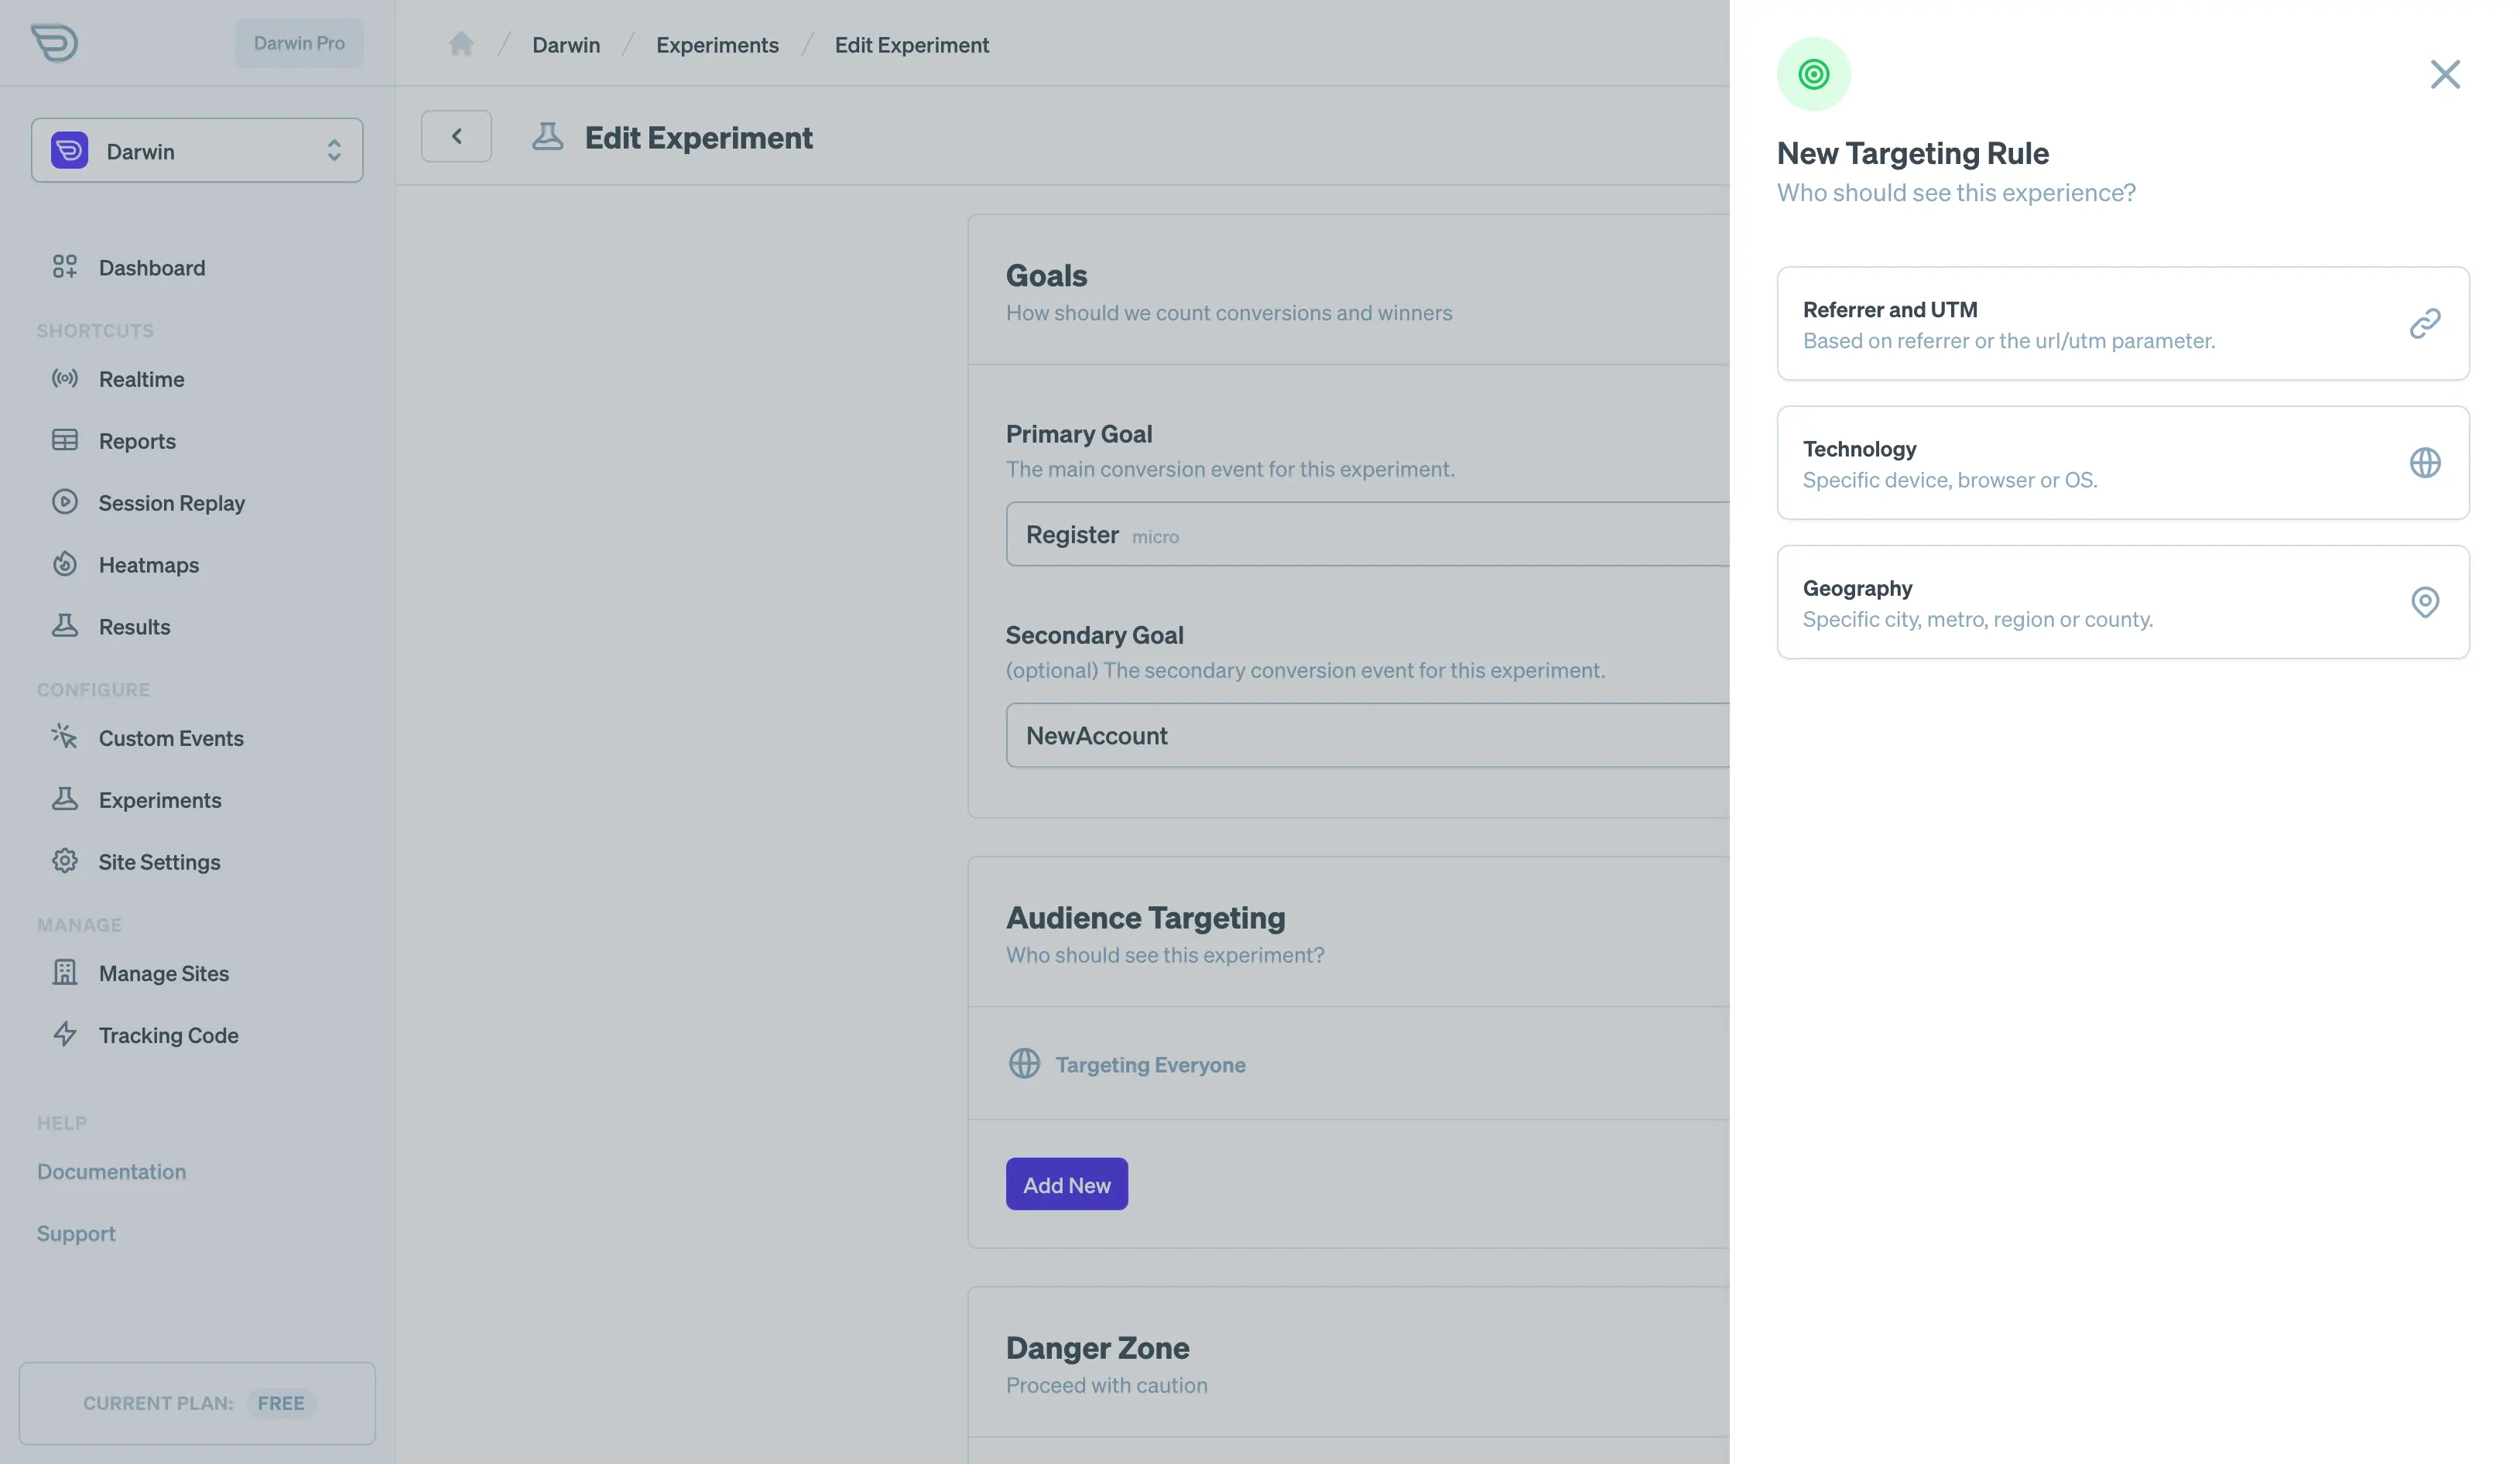 Darwin Pro
Darwin
Dashboard
SHORTCUTS
Realtime
Reports
Session Replay
Heatmaps
Results
CONFIGURE
Custom Events
Experiments
Site Settings
MANAGE
Manage Sites
Tracking Code
HELP
Documentation
Support
CURRENT PLAN: FREE
/ Darwin / Experiments / Edit Experiment
Edit Experiment
Goals
How should we count conversions and winners
Primary Goal
The main conversion event for this experiment.
Register micro
Secondary Goal
(optional) The secondary conversion event for this experiment.
NewAccount
Audience Targeting
Who should see this experiment?
Targeting Everyone
Add New
Danger Zone
Proceed with caution
New Targeting Rule
Who should see this experience?
Referrer and UTM
Based on referrer or the url/utm parameter.
Technology
Specific device, browser or OS.
Geography
Specific city, metro, region or county.